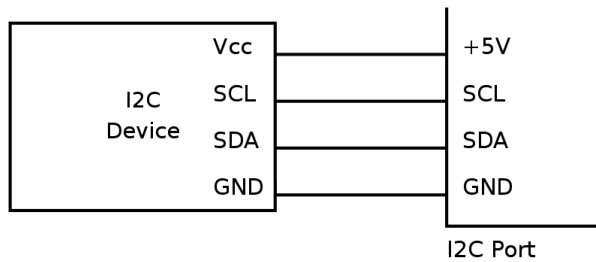 Vcc +5V
I2C SCL SCL
Device
SDA SDA
GND GND
I2C Port